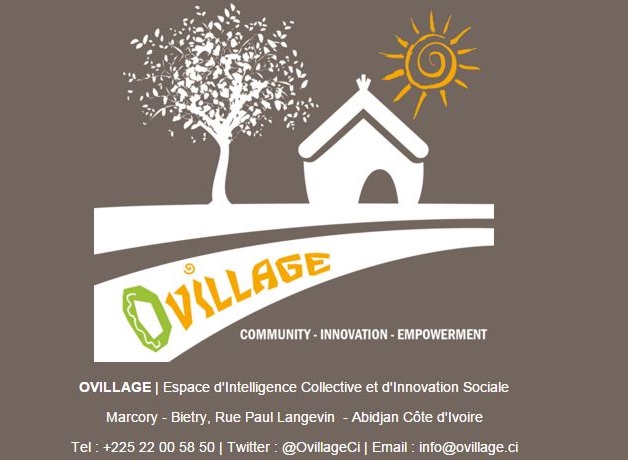 OVILLAGE
COMMUNITY - INNOVATION - EMPOWERMENT
OVILLAGE | Espace d'Intelligence Collective et d'Innovation Sociale
Marcory - Bietry, Rue Paul Langevin - Abidjan Côte d'Ivoire
Tel : +225 22 00 58 50 | Twitter : @OvillageCi | Email : info@ovillage.ci